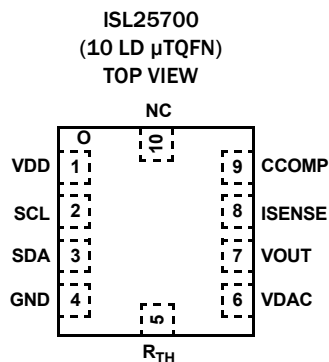 ISL25700
(10 LD µTQFN)
TOP VIEW
NC
O
10
VDD 1 9 CCOMP
SCL 2 8 ISENSE
SDA 3 7 VOUT
GND 4 6 VDAC
5
RTH